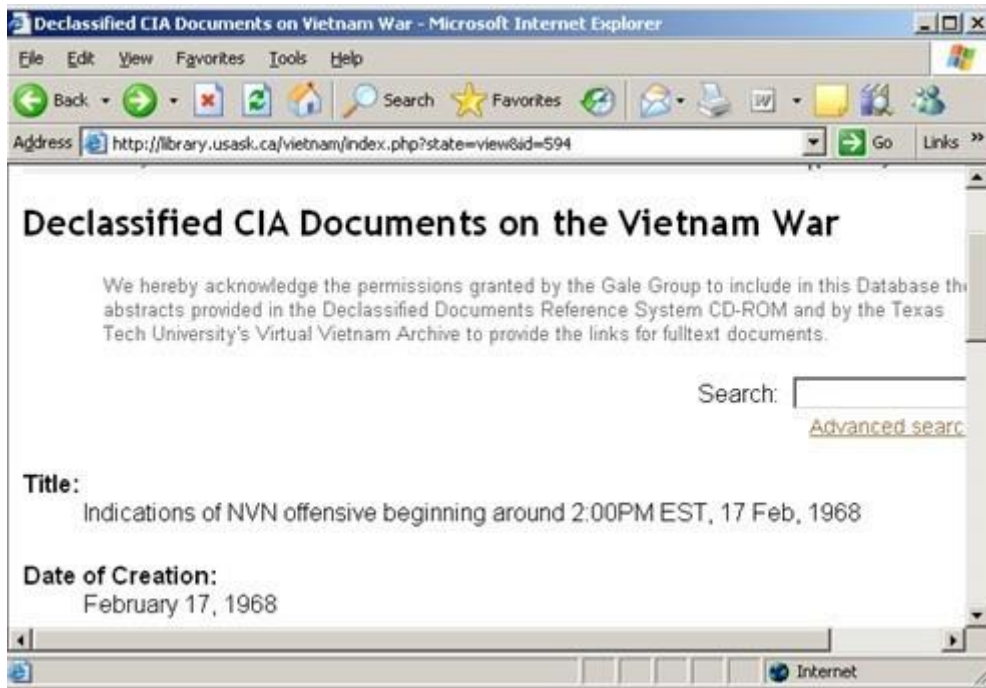 Declassified CIA Documents on Vietnam War - Microsoft Internet Explorer
File Edit View Favorites Tools Help
Back Search Favorites W
Address http://library.usask.ca/vietnam/index.php?state=view&id=594 Go Links »
Declassified CIA Documents on the Vietnam War
We hereby acknowledge the permissions granted by the Gale Group to include in this Database the
abstracts provided in the Declassified Documents Reference System CD-ROM and by the Texas
Tech University's Virtual Vietnam Archive to provide the links for fulltext documents.
Search:
Advanced searc
Title:
Indications of NVN offensive beginning around 2:00PM EST, 17 Feb, 1968
Date of Creation:
February 17, 1968
Internet